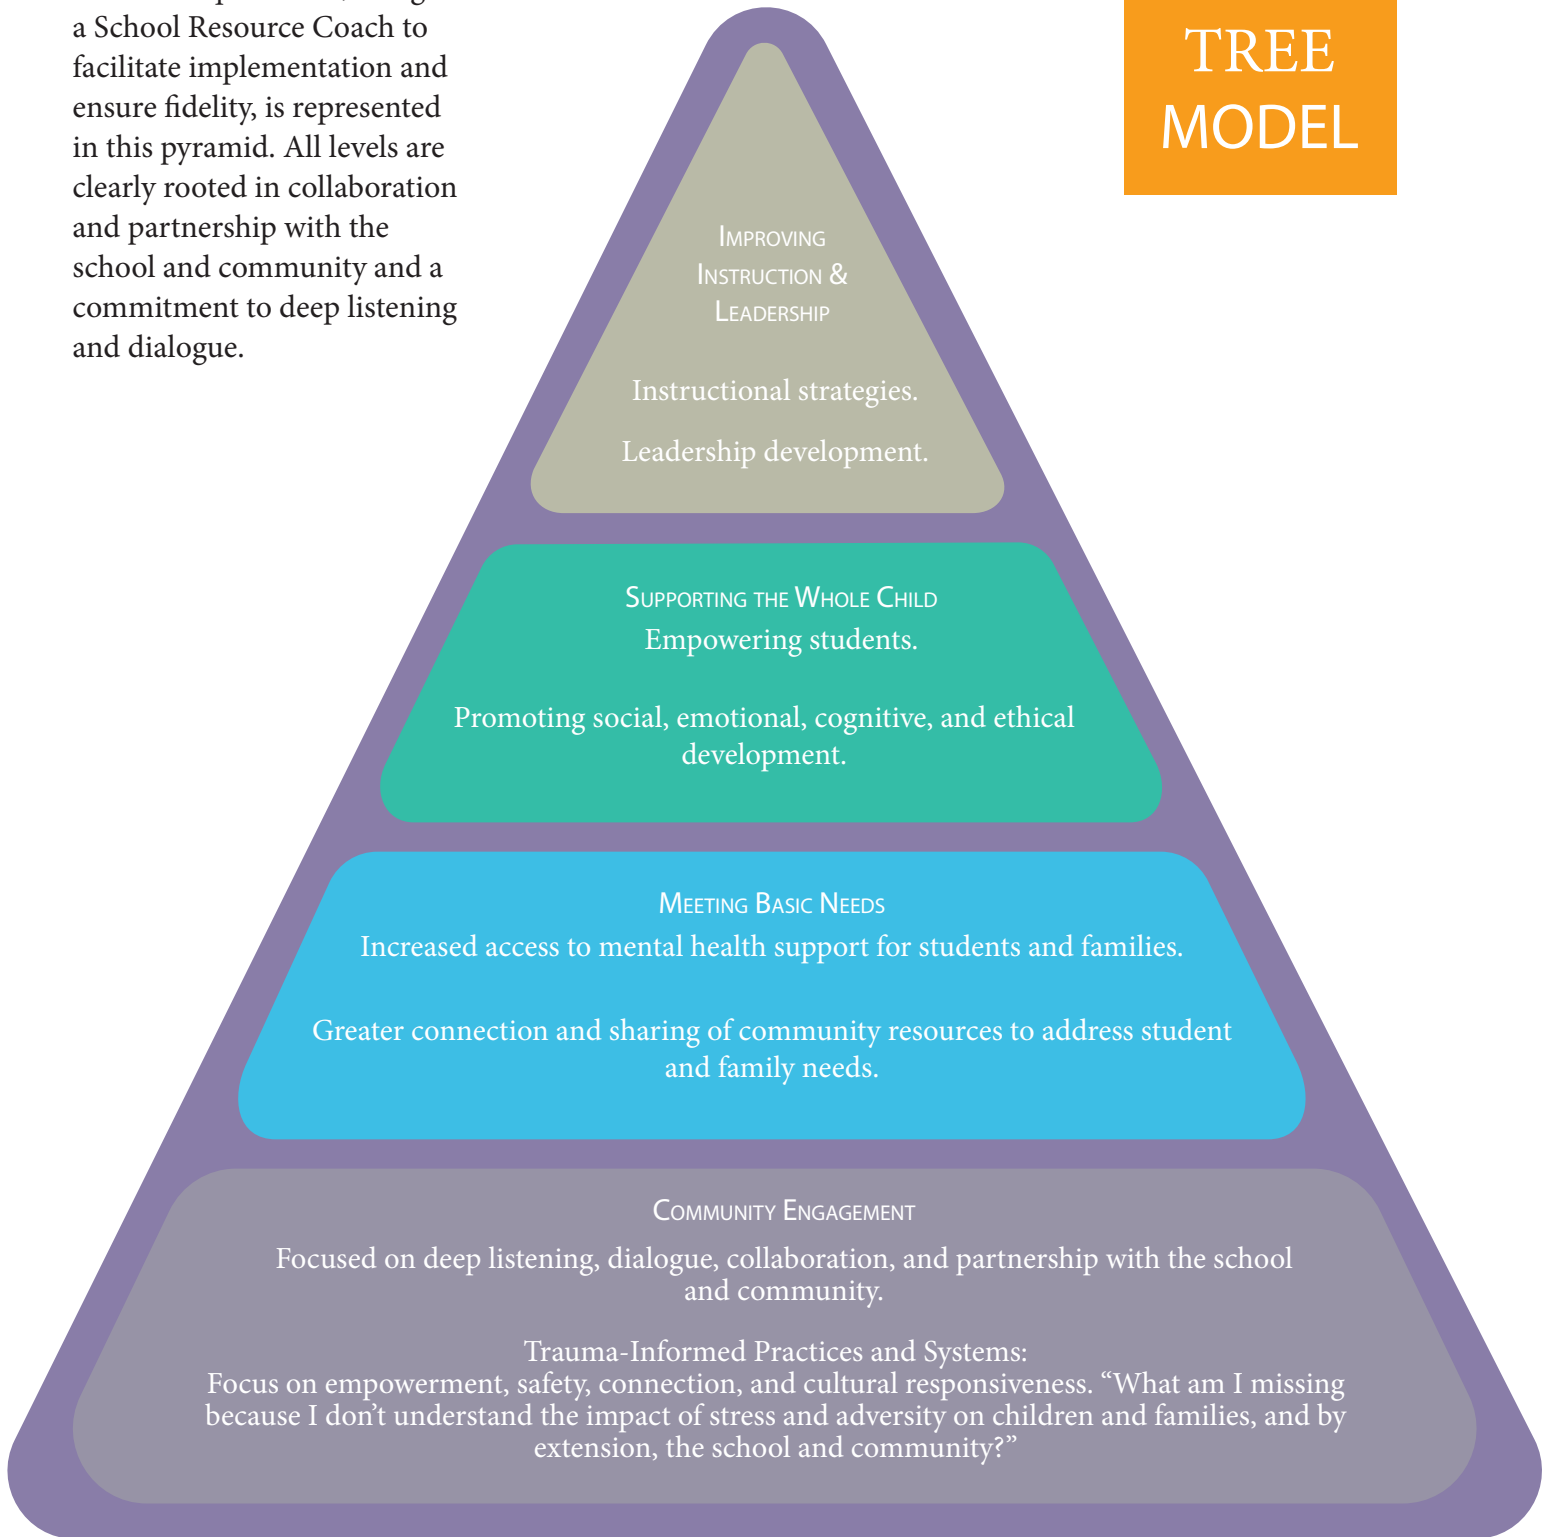 a School Resource Coach to
facilitate implementation and
ensure fidelity, is represented
in this pyramid. All levels are
clearly rooted in collaboration
and partnership with the
school and community and a
commitment to deep listening
and dialogue.
TREE
MODEL
Improving
Instruction &
Leadership
Instructional strategies.
Leadership development.
Supporting the Whole Child
Empowering students.
Promoting social, emotional, cognitive, and ethical
development.
Meeting Basic Needs
Increased access to mental health support for students and families.
Greater connection and sharing of community resources to address student
and family needs.
Community Engagement
Focused on deep listening, dialogue, collaboration, and partnership with the school
and community.
Trauma-Informed Practices and Systems:
Focus on empowerment, safety, connection, and cultural responsiveness. “What am I missing
because I don’t understand the impact of stress and adversity on children and families, and by
extension, the school and community?”